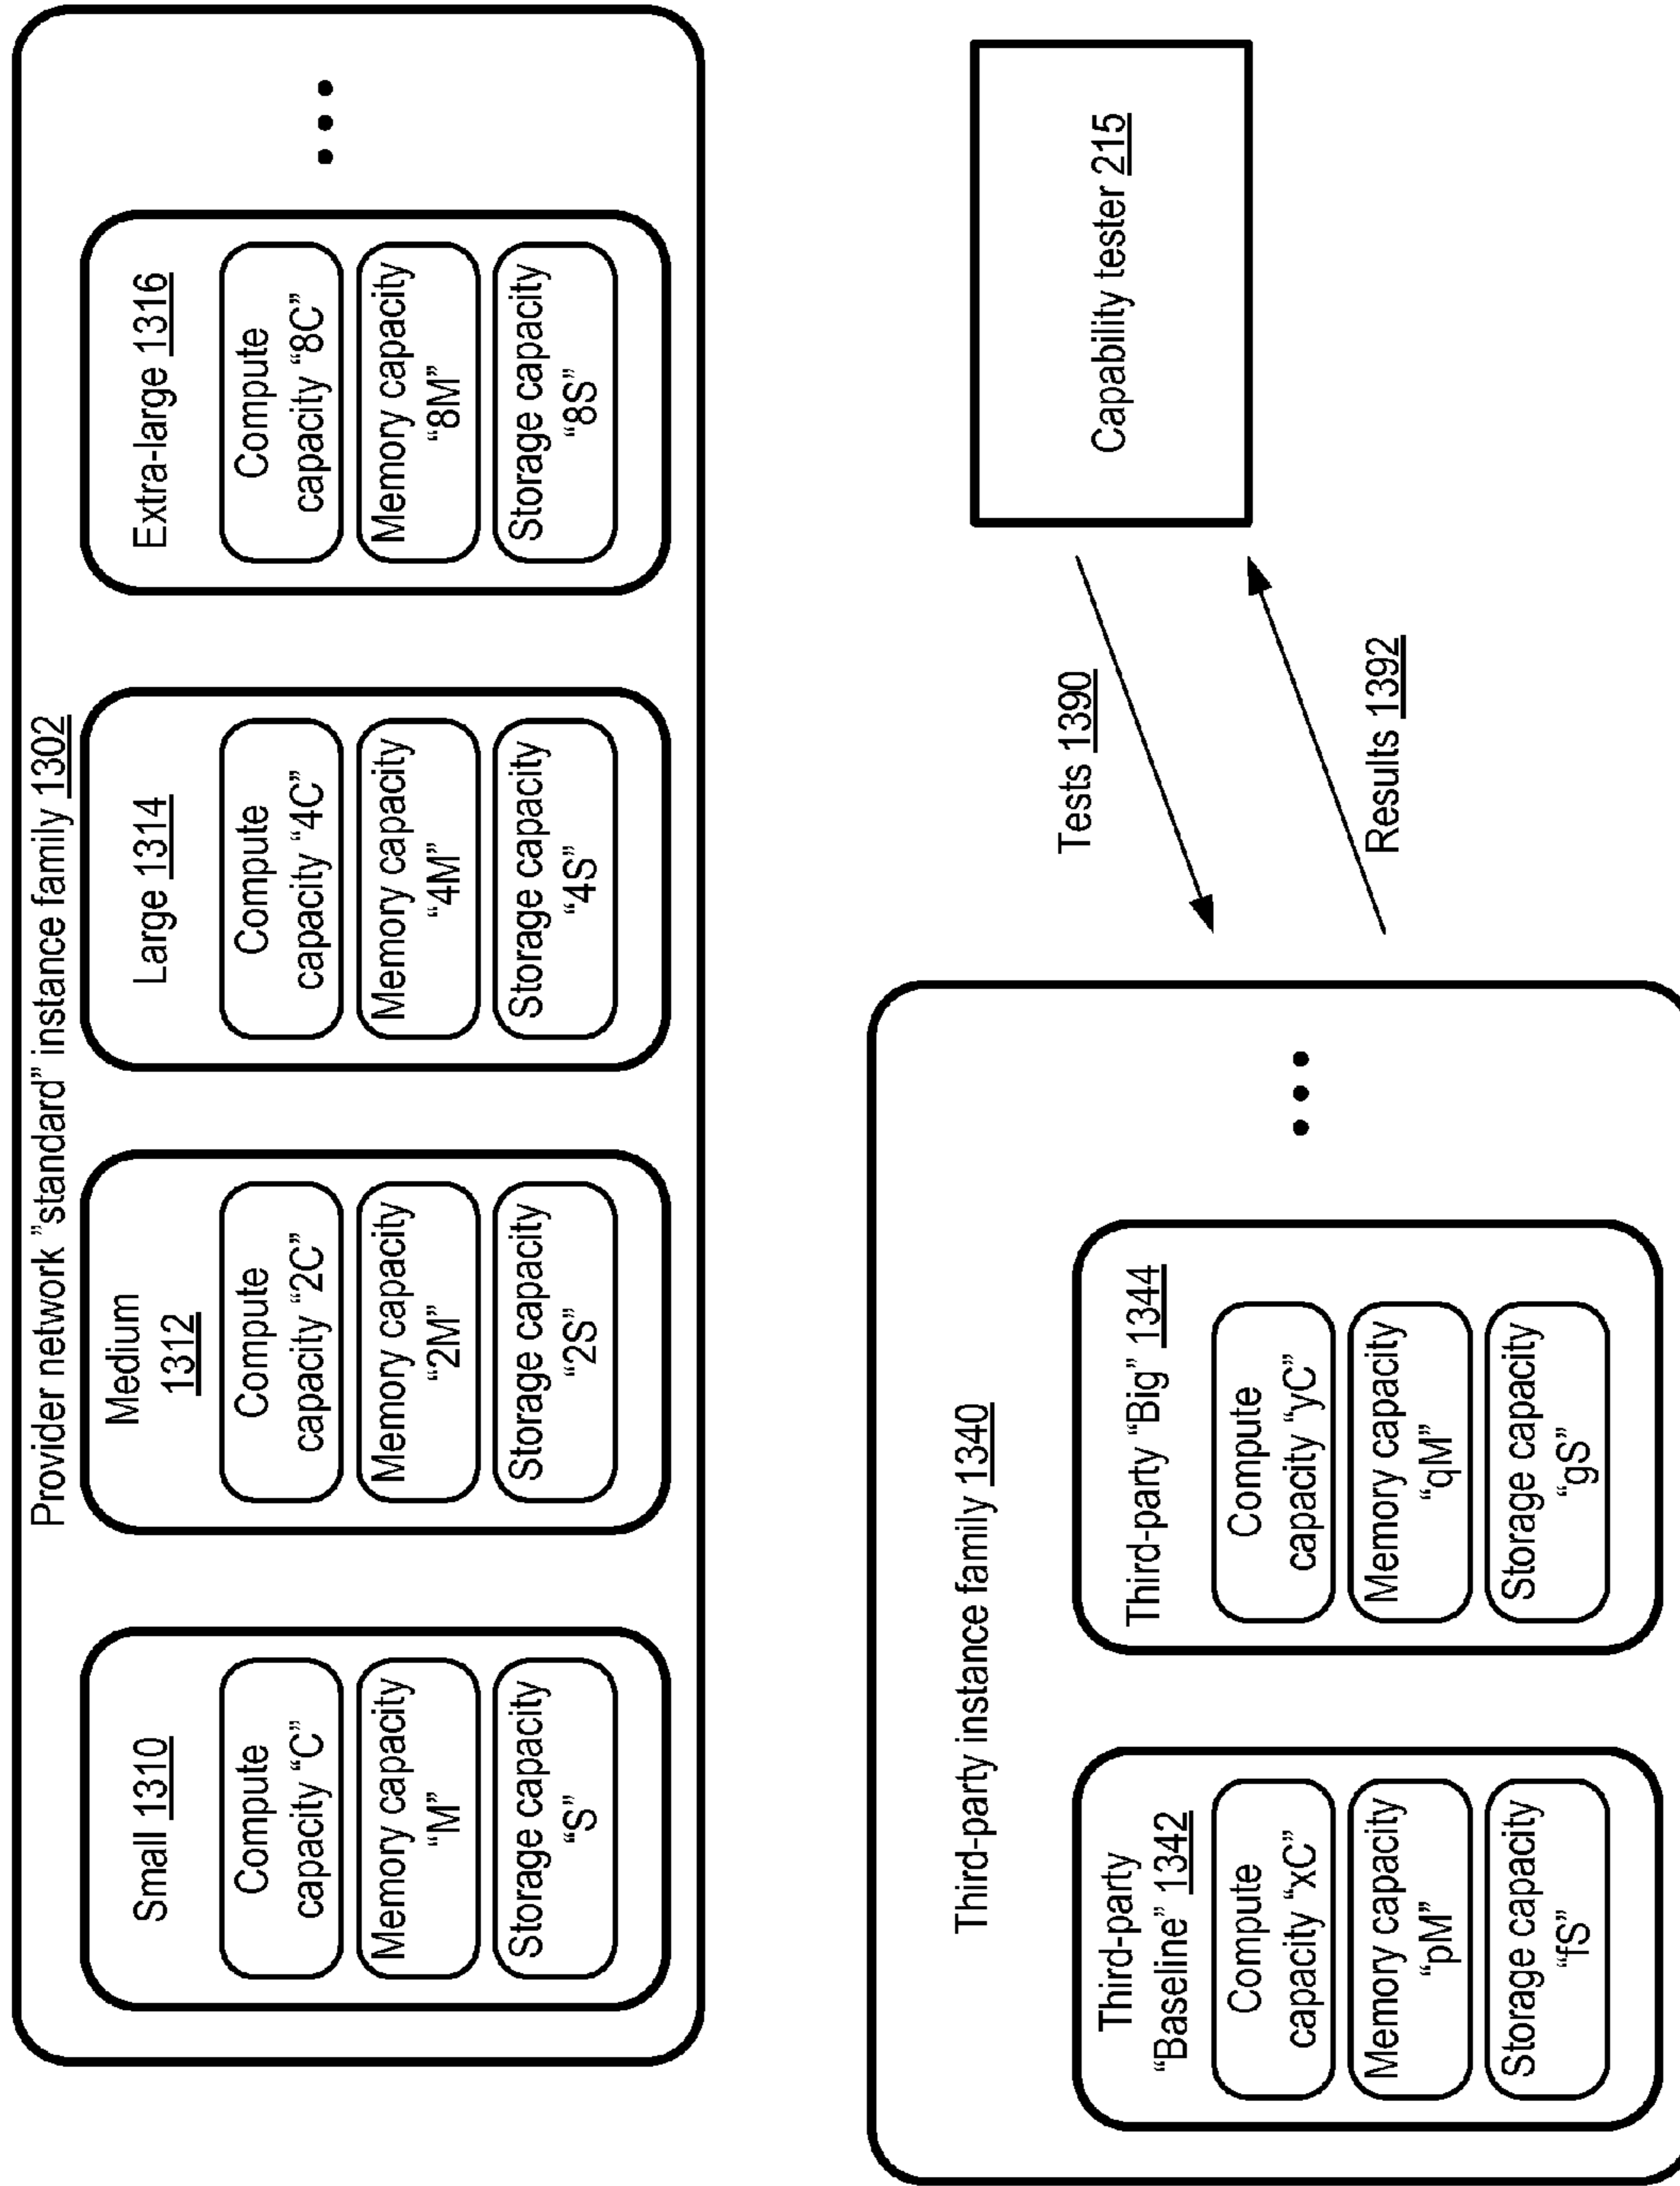 Provider network ”standard” instance family 1302
Small 1310
Compute
capacity “C”
Memory capacity
“M”
Storage capacity
“S”
Medium
1312
Compute
capacity “2C”
Memory capacity
“2M”
Storage capacity
“2S”
Large 1314
Compute
capacity “4C”
Memory capacity
“4M”
Storage capacity
“4S”
Extra-large 1316
Compute
capacity “8C”
Memory capacity
“8M”
Storage capacity
“8S”
Third-party instance family 1340
Third-party
“Baseline” 1342
Compute
capacity “xC”
Memory capacity
“pM”
Storage capacity
“fS”
Third-party “Big” 1344
Compute
capacity “yC”
Memory capacity
“qM”
Storage capacity
“gS”
Tests 1390
Results 1392
Capability tester 215